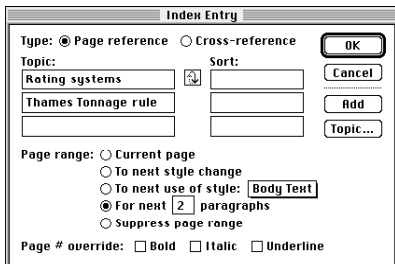 Index Entry
Type: Page reference Cross-reference OK
Topic: Sort:
Rating systems Cancel
Thames Tonnage rule Add
Topic...
Page range: Current page
To next style change
To next use of style: Body Text
For next 2 paragraphs
Suppress page range
Page # override: Bold Italic Underline